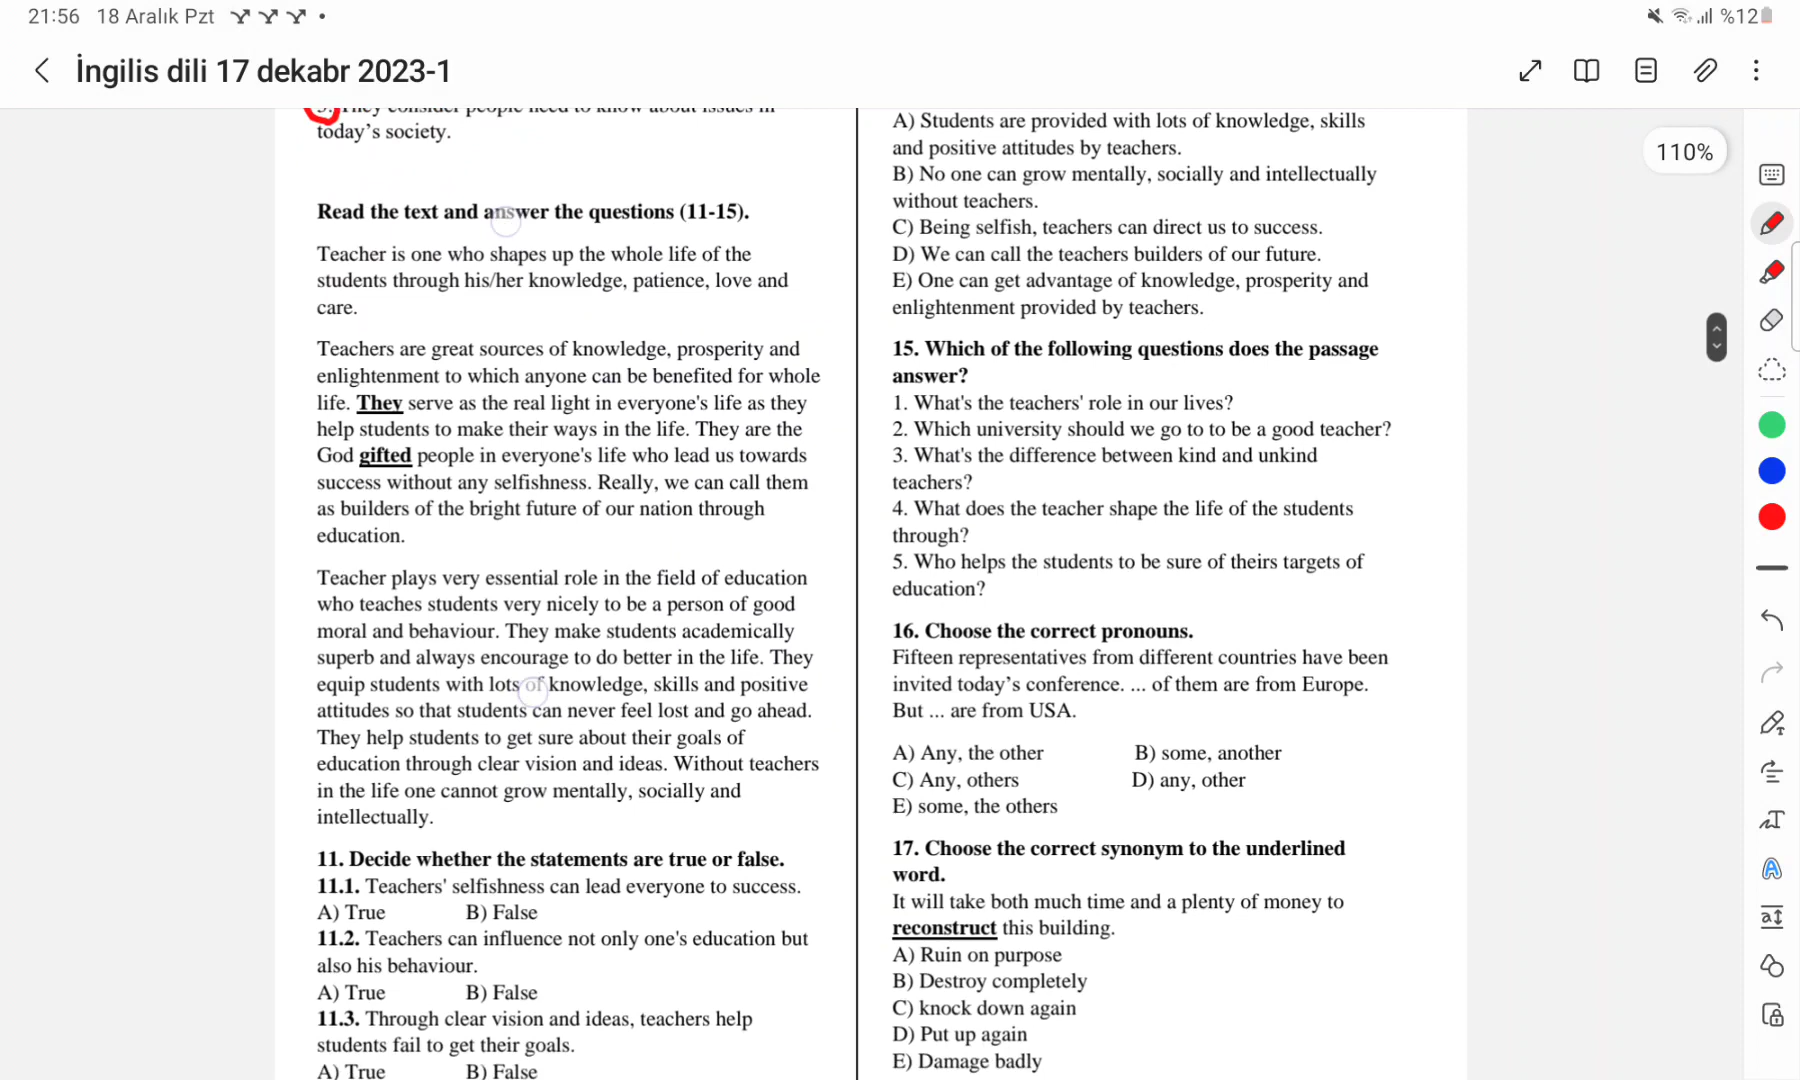 21:56 18 Aralık Pzt
%12
İngilis dili 17 dekabr 2023-1
110%
5. They consider people need to know about issues in
today’s society.
Read the text and answer the questions (11-15).
Teacher is one who shapes up the whole life of the
students through his/her knowledge, patience, love and
care.
Teachers are great sources of knowledge, prosperity and
enlightenment to which anyone can be benefited for whole
life. They serve as the real light in everyone's life as they
help students to make their ways in the life. They are the
God gifted people in everyone's life who lead us towards
success without any selfishness. Really, we can call them
as builders of the bright future of our nation through
education.
Teacher plays very essential role in the field of education
who teaches students very nicely to be a person of good
moral and behaviour. They make students academically
superb and always encourage to do better in the life. They
equip students with lots of knowledge, skills and positive
attitudes so that students can never feel lost and go ahead.
They help students to get sure about their goals of
education through clear vision and ideas. Without teachers
in the life one cannot grow mentally, socially and
intellectually.
11. Decide whether the statements are true or false.
11.1. Teachers' selfishness can lead everyone to success.
A) True B) False
11.2. Teachers can influence not only one's education but
also his behaviour.
A) True B) False
11.3. Through clear vision and ideas, teachers help
students fail to get their goals.
A) True B) False
A) Students are provided with lots of knowledge, skills
and positive attitudes by teachers.
B) No one can grow mentally, socially and intellectually
without teachers.
C) Being selfish, teachers can direct us to success.
D) We can call the teachers builders of our future.
E) One can get advantage of knowledge, prosperity and
enlightenment provided by teachers.
15. Which of the following questions does the passage
answer?
1. What's the teachers' role in our lives?
2. Which university should we go to to be a good teacher?
3. What's the difference between kind and unkind
teachers?
4. What does the teacher shape the life of the students
through?
5. Who helps the students to be sure of theirs targets of
education?
16. Choose the correct pronouns.
Fifteen representatives from different countries have been
invited today’s conference. ... of them are from Europe.
But ... are from USA.
A) Any, the other B) some, another
C) Any, others D) any, other
E) some, the others
17. Choose the correct synonym to the underlined
word.
It will take both much time and a plenty of money to
reconstruct this building.
A) Ruin on purpose
B) Destroy completely
C) knock down again
D) Put up again
E) Damage badly